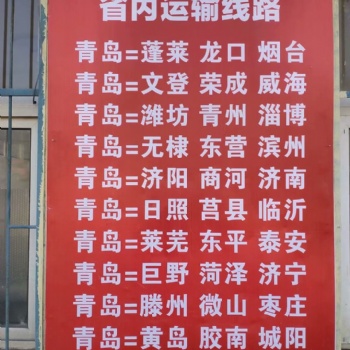 省内运输线路
青岛=蓬莱 龙口 烟台
青岛=文登 荣成 威海
青岛=潍坊 青州 淄博
青岛=无棣 东营 滨州
青岛=济阳 商河 济南
青岛=日照 莒县 临沂
青岛=莱芜 东平 泰安
青岛=巨野 菏泽 济宁
青岛=滕州 微山 枣庄
青岛=黄岛 胶南 城阳